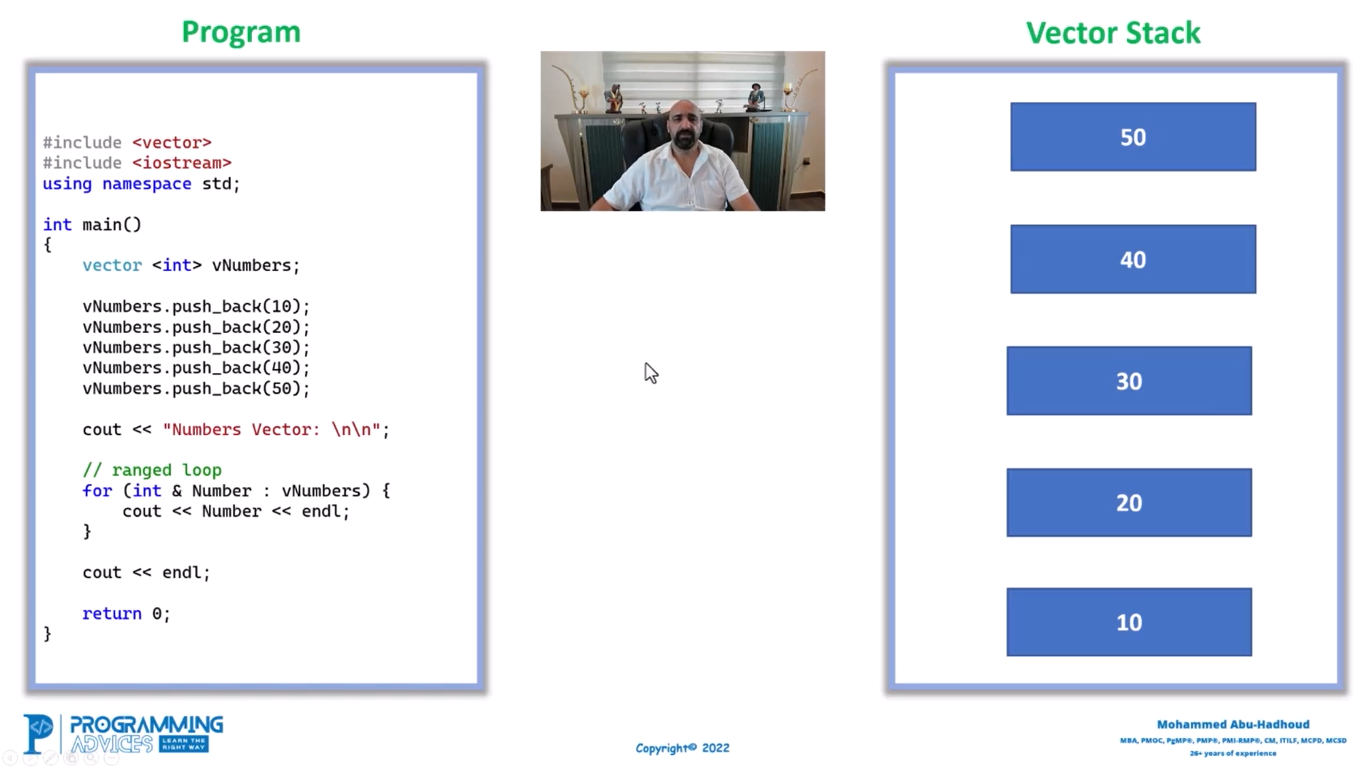 Program
#include <vector>
#include <iostream>
using namespace std;
int main()
{
    vector <int> vNumbers;
    vNumbers.push_back(10);
    vNumbers.push_back(20);
    vNumbers.push_back(30);
    vNumbers.push_back(40);
    vNumbers.push_back(50);
    cout << "Numbers Vector: \n\n";
    // ranged loop
    for (int & Number : vNumbers) {
        cout << Number << endl;
    }
    cout << endl;
    return 0;
}
Vector Stack
50
40
30
20
10
PROGRAMMING
ADVICES LEARN THE RIGHT WAY
Copyright© 2022
Mohammed Abu-Hadhoud
MBA, PMOC, PgMP®, PMP®, PMI-RMP®, CM, ITILF, MCPD, MCSD
26+ years of experience